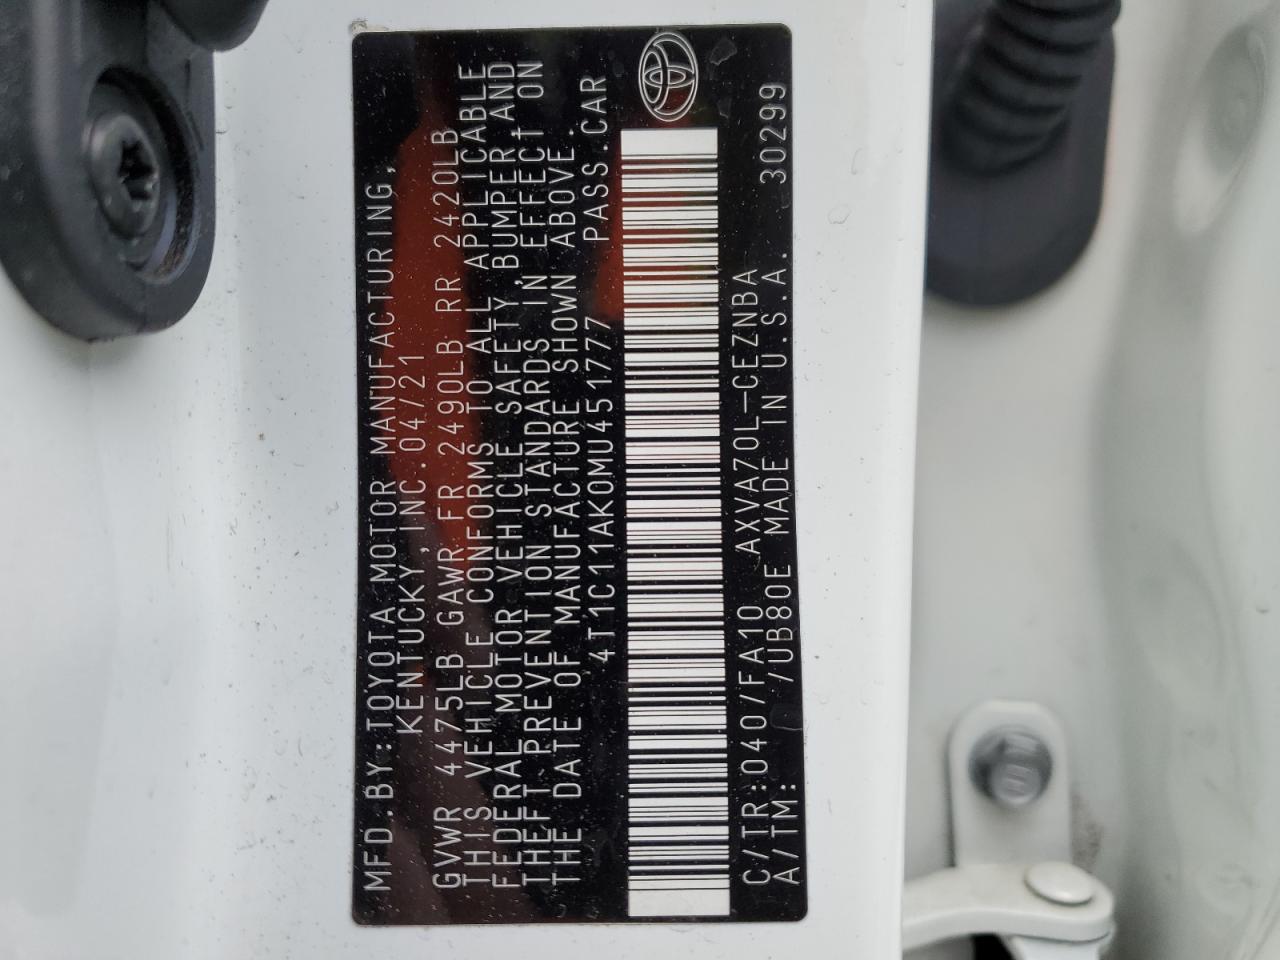 MFD.BY:TOYOTA MOTOR MANUFACTURING,
KENTUCKY,INC.04/21
GVWR 4475LB GAWR FR 2490LB RR 2420LB
THIS VEHICLE CONFORMS TO ALL APPLICABLE
FEDERAL MOTOR VEHICLE SAFETY,BUMPER,AND
THEFT PREVENTION STANDARDS IN EFFECT ON
THE DATE OF MANUFACTURE SHOWN ABOVE.
4T1C11AK0MU451777 PASS.CAR
C/TR:040/FA10 AXVA70L-CEZNBA
A/TM: /UB80E MADE IN U.S.A. 30299